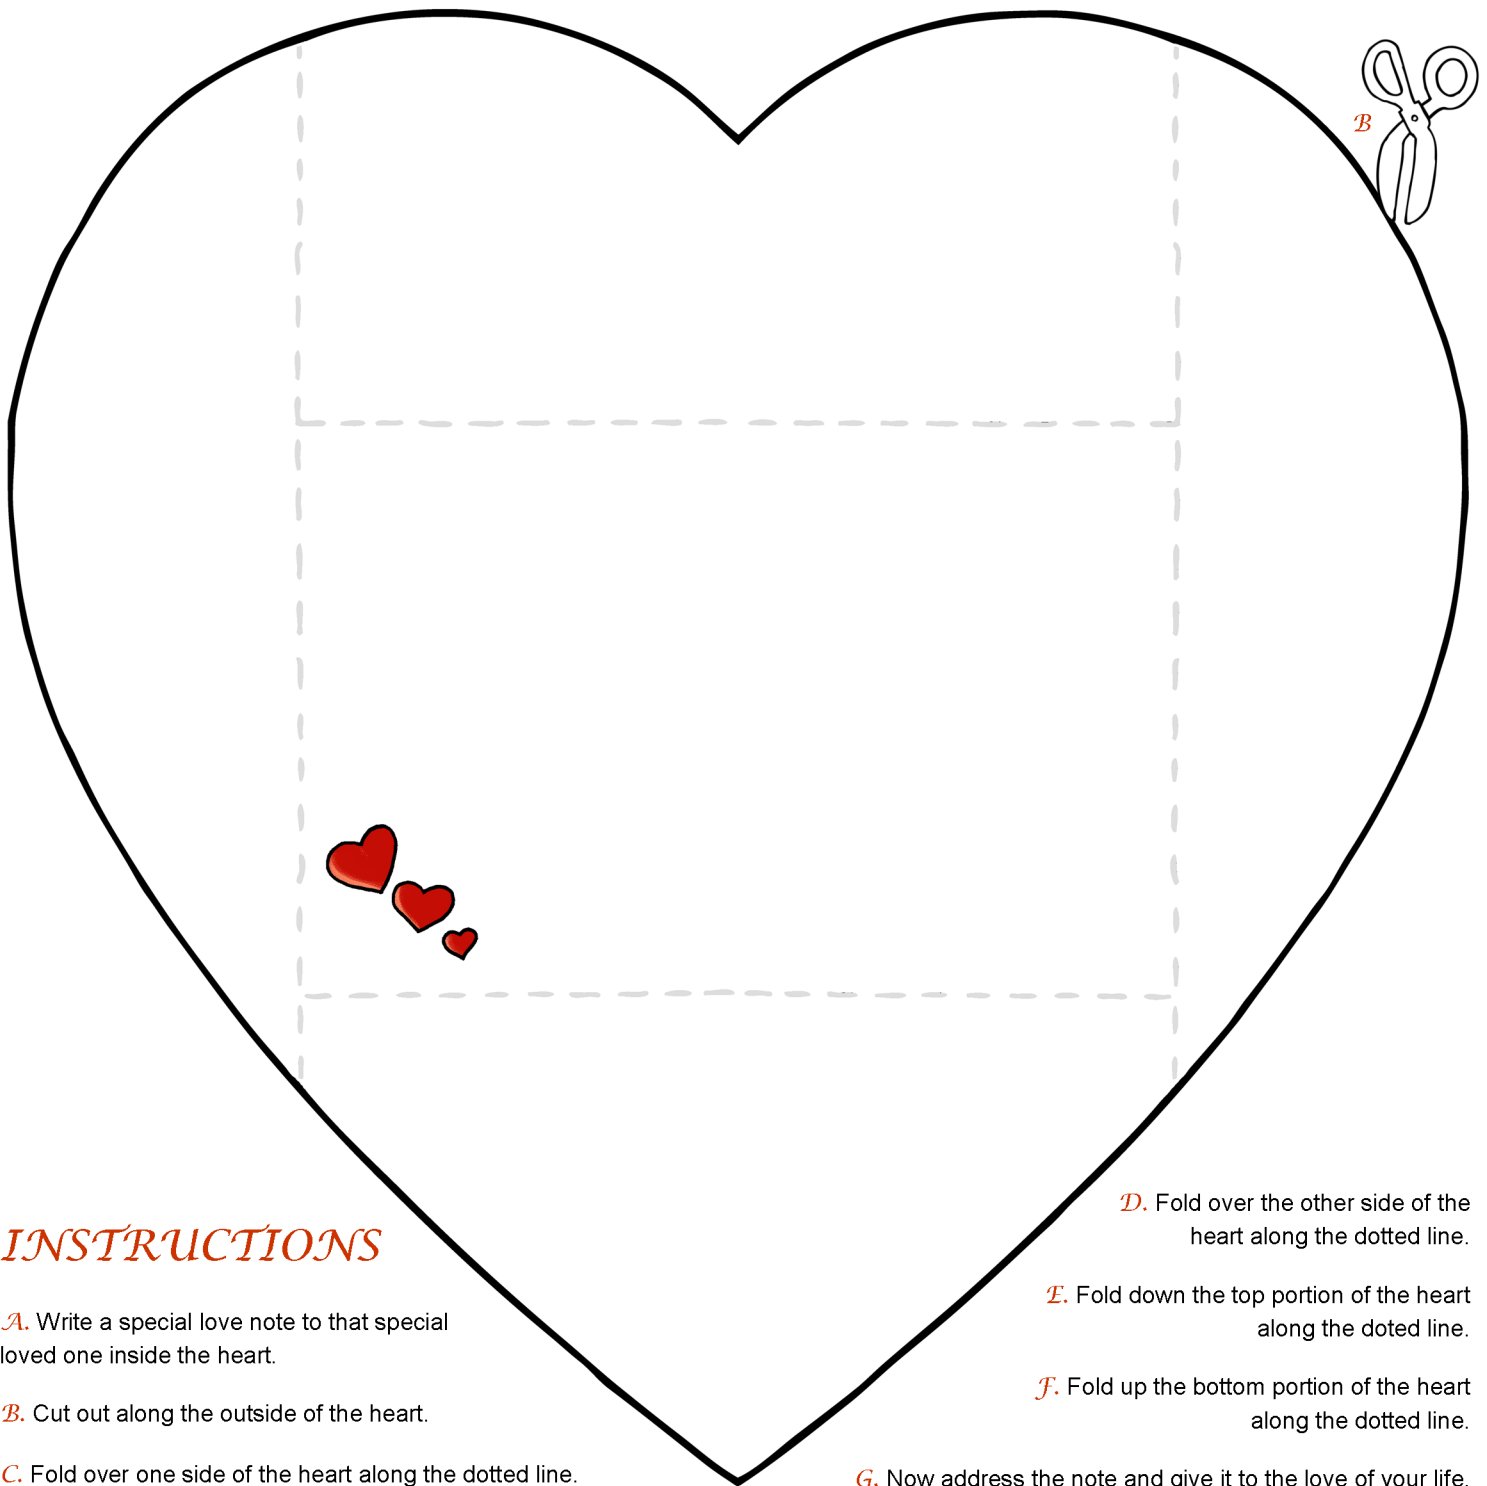 B
INSTRUCTIONS
A. Write a special love note to that special
loved one inside the heart.
B. Cut out along the outside of the heart.
C. Fold over one side of the heart along the dotted line.
D. Fold over the other side of the
heart along the dotted line.
E. Fold down the top portion of the heart
along the doted line.
F. Fold up the bottom portion of the heart
along the dotted line.
G. Now address the note and give it to the love of your life.